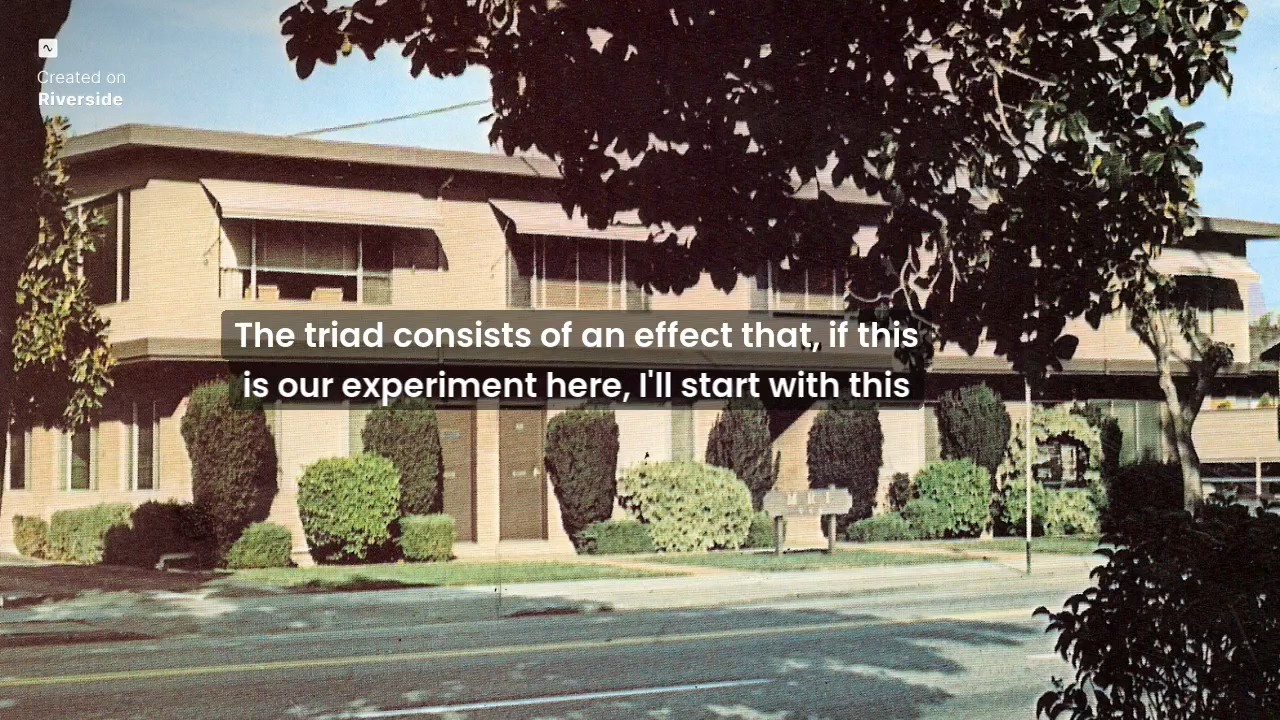 Created on
Riverside
The triad consists of an effect that, if this
is our experiment here, I'll start with this